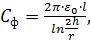 Cф = 2π·ε₀·l / ln(2h/r),